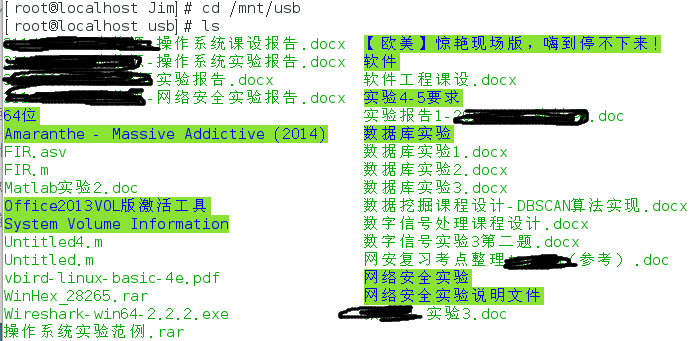 [root@localhost Jim]# cd /mnt/usb
[root@localhost usb]# ls
操作系统课设报告.docx 【欧美】惊艳现场版，嗨到停不下来！
-操作系统实验报告.docx 软件
实验报告.docx 软件工程课设.docx
-网络安全实验报告.docx 实验4-5要求
64位 实验报告1-2 .doc
Amaranthe - Massive Addictive (2014) 数据库实验
FIR.asv 数据库实验1.docx
FIR.m 数据库实验2.docx
Matlab实验2.doc 数据库实验3.docx
Office2013VOL版激活工具 数据挖掘课程设计-DBSCAN算法实现.docx
System Volume Information 数字信号处理课程设计.docx
Untitled4.m 数字信号实验3第二题.docx
Untitled.m 网安复习考点整理 （参考）.doc
vbird-linux-basic-4e.pdf 网络安全实验
WinHex_28265.rar 网络安全实验说明文件
Wireshark-win64-2.2.2.exe 实验3.doc
操作系统实验范例.rar